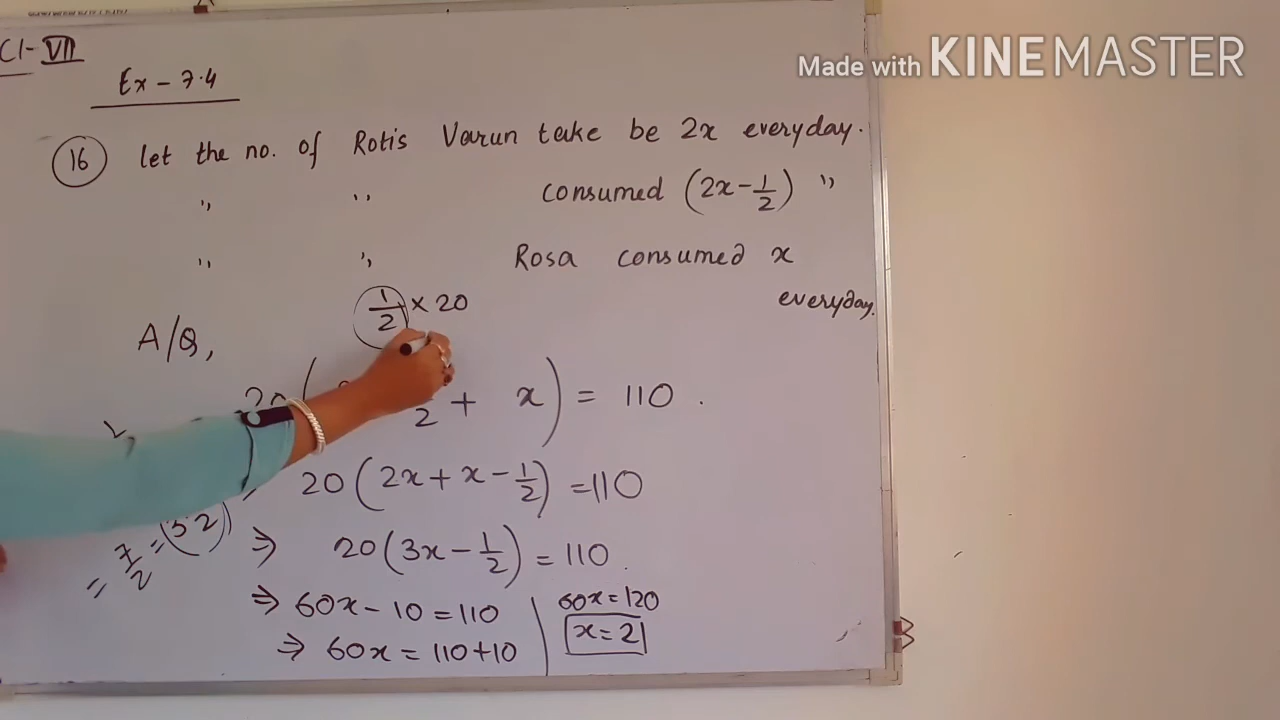 Cl-VII
Made with KINEMASTER
Ex - 7.4
16 let the no. of Rotis Varun take be 2x everyday.
" " consumed (2x-1/2) "
" " Rosa consumed x
everyday.
1/2 × 20
A/Q,
20( 2 + x) = 110.
20(2x+x-1/2)=110
⇒ 20(3x-1/2)=110.
= 7/2 =
⇒ 60x-10=110
60x=120
⇒ 60x=110+10
x=2